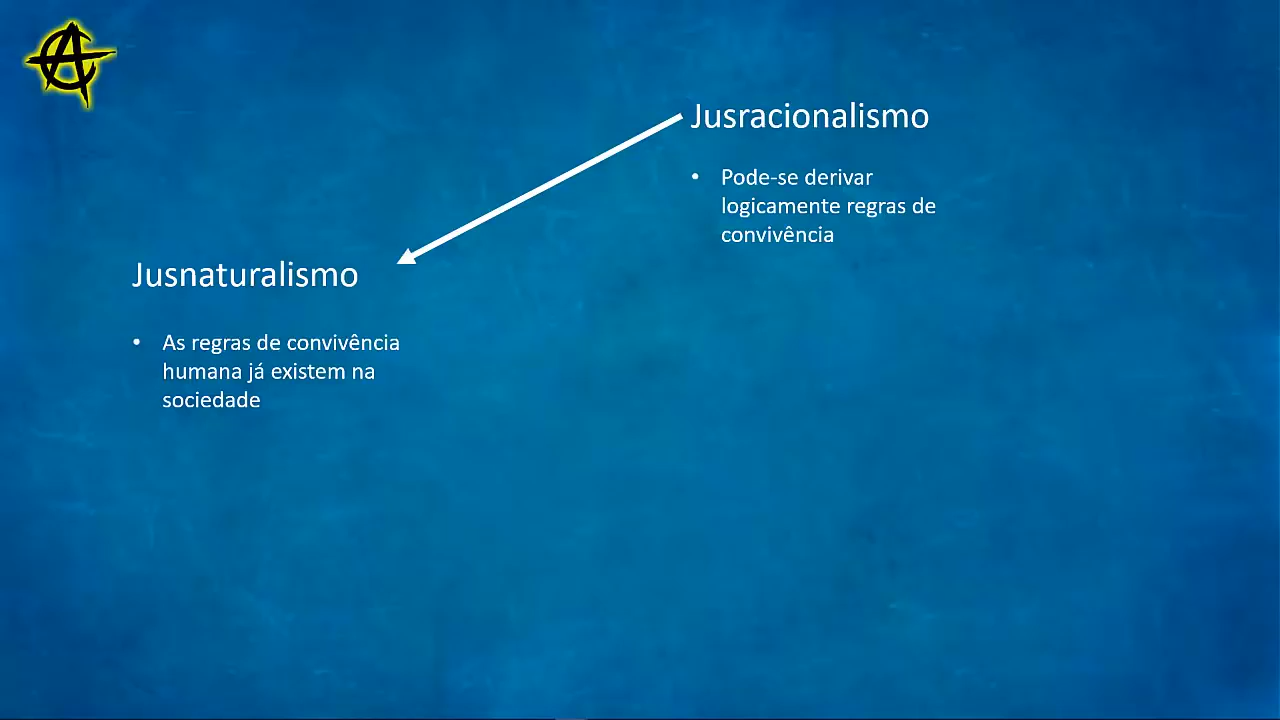 Jusracionalismo
• Pode-se derivar
logicamente regras de
convivência
Jusnaturalismo
• As regras de convivência
humana já existem na
sociedade